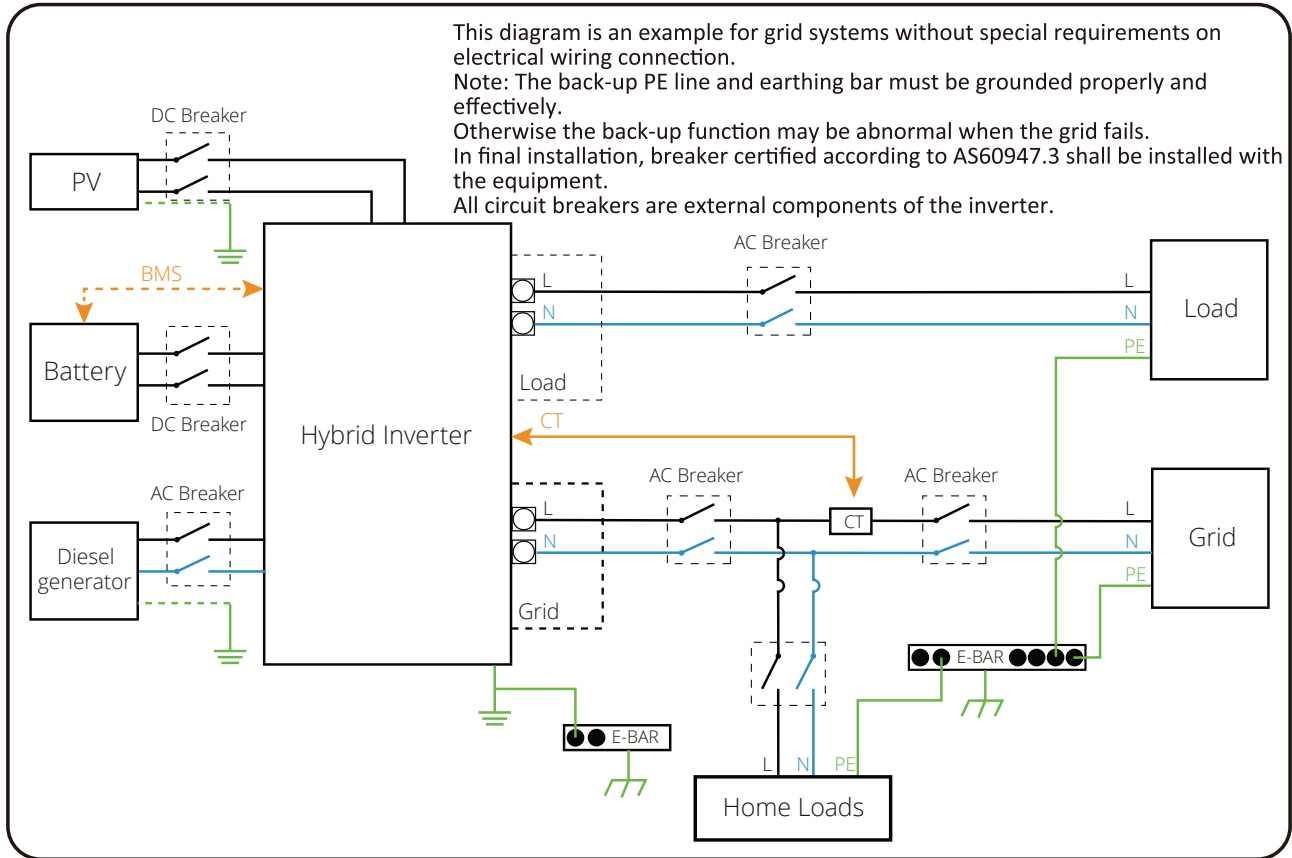 This diagram is an example for grid systems without special requirements on
electrical wiring connection.
Note: The back-up PE line and earthing bar must be grounded properly and
effectively.
Otherwise the back-up function may be abnormal when the grid fails.
In final installation, breaker certified according to AS60947.3 shall be installed with
the equipment.
All circuit breakers are external components of the inverter.
DC Breaker
PV
BMS
Battery
DC Breaker
AC Breaker
Diesel
generator
Hybrid Inverter
L
N
Load
AC Breaker
L
N
PE
Load
CT
AC Breaker
AC Breaker
L
N
Grid
CT
L
N
PE
Grid
E-BAR
E-BAR
L
N
PE
Home Loads